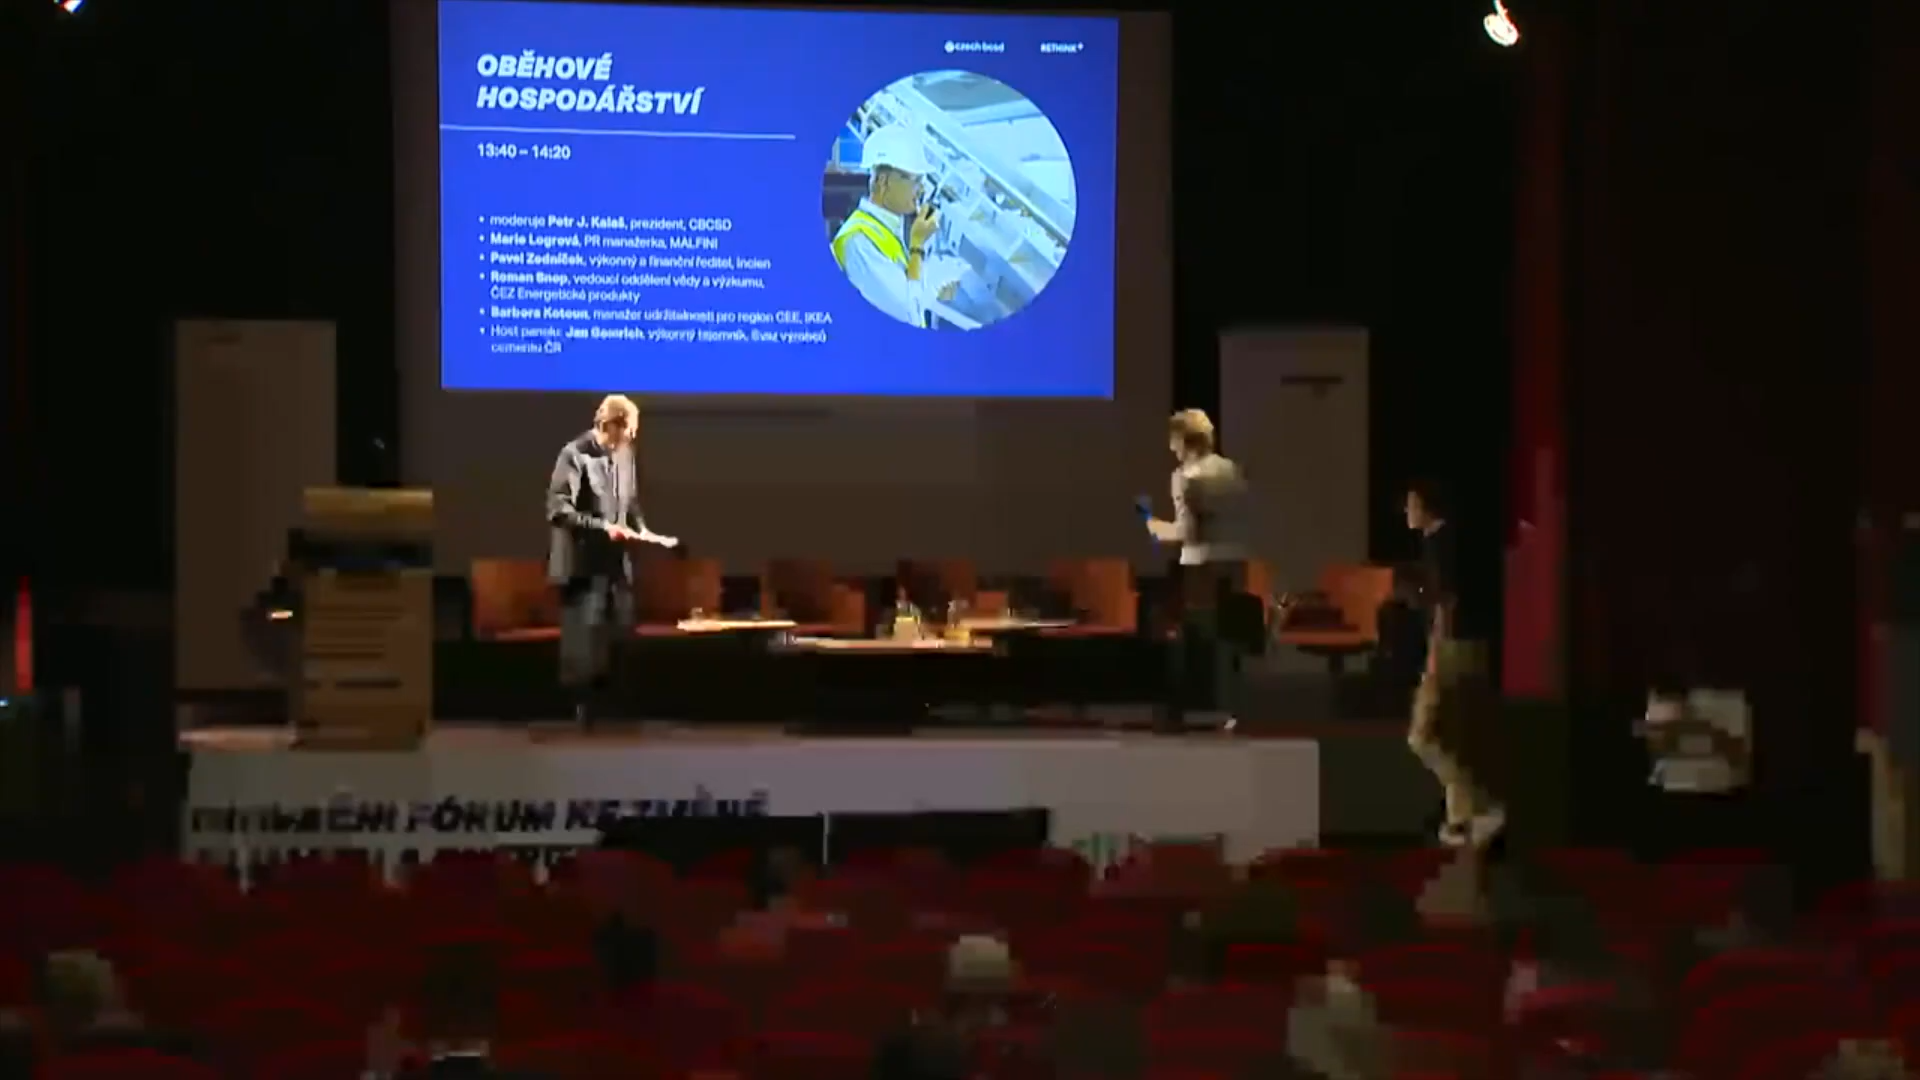 czech bcsd
RETHINK+
OBĚHOVÉ
HOSPODÁŘSTVÍ
13:40 – 14:20
• moderuje Petr J. Kalaš, prezident, CBCSD
• Marie Logrová, PR manažerka, MALFINI
• Pavel Zedníček, výkonný a finanční ředitel, Incien
• Roman Snop, vedoucí oddělení vědy a výzkumu,
ČEZ Energetické produkty
• Barbora Kotoun, manažer udržitelnosti pro region CEE, IKEA
• Host panelu: Jan Gemrich, výkonný tajemník, Svaz výrobců
cementu ČR
FÓRUM KE ZMĚNĚ